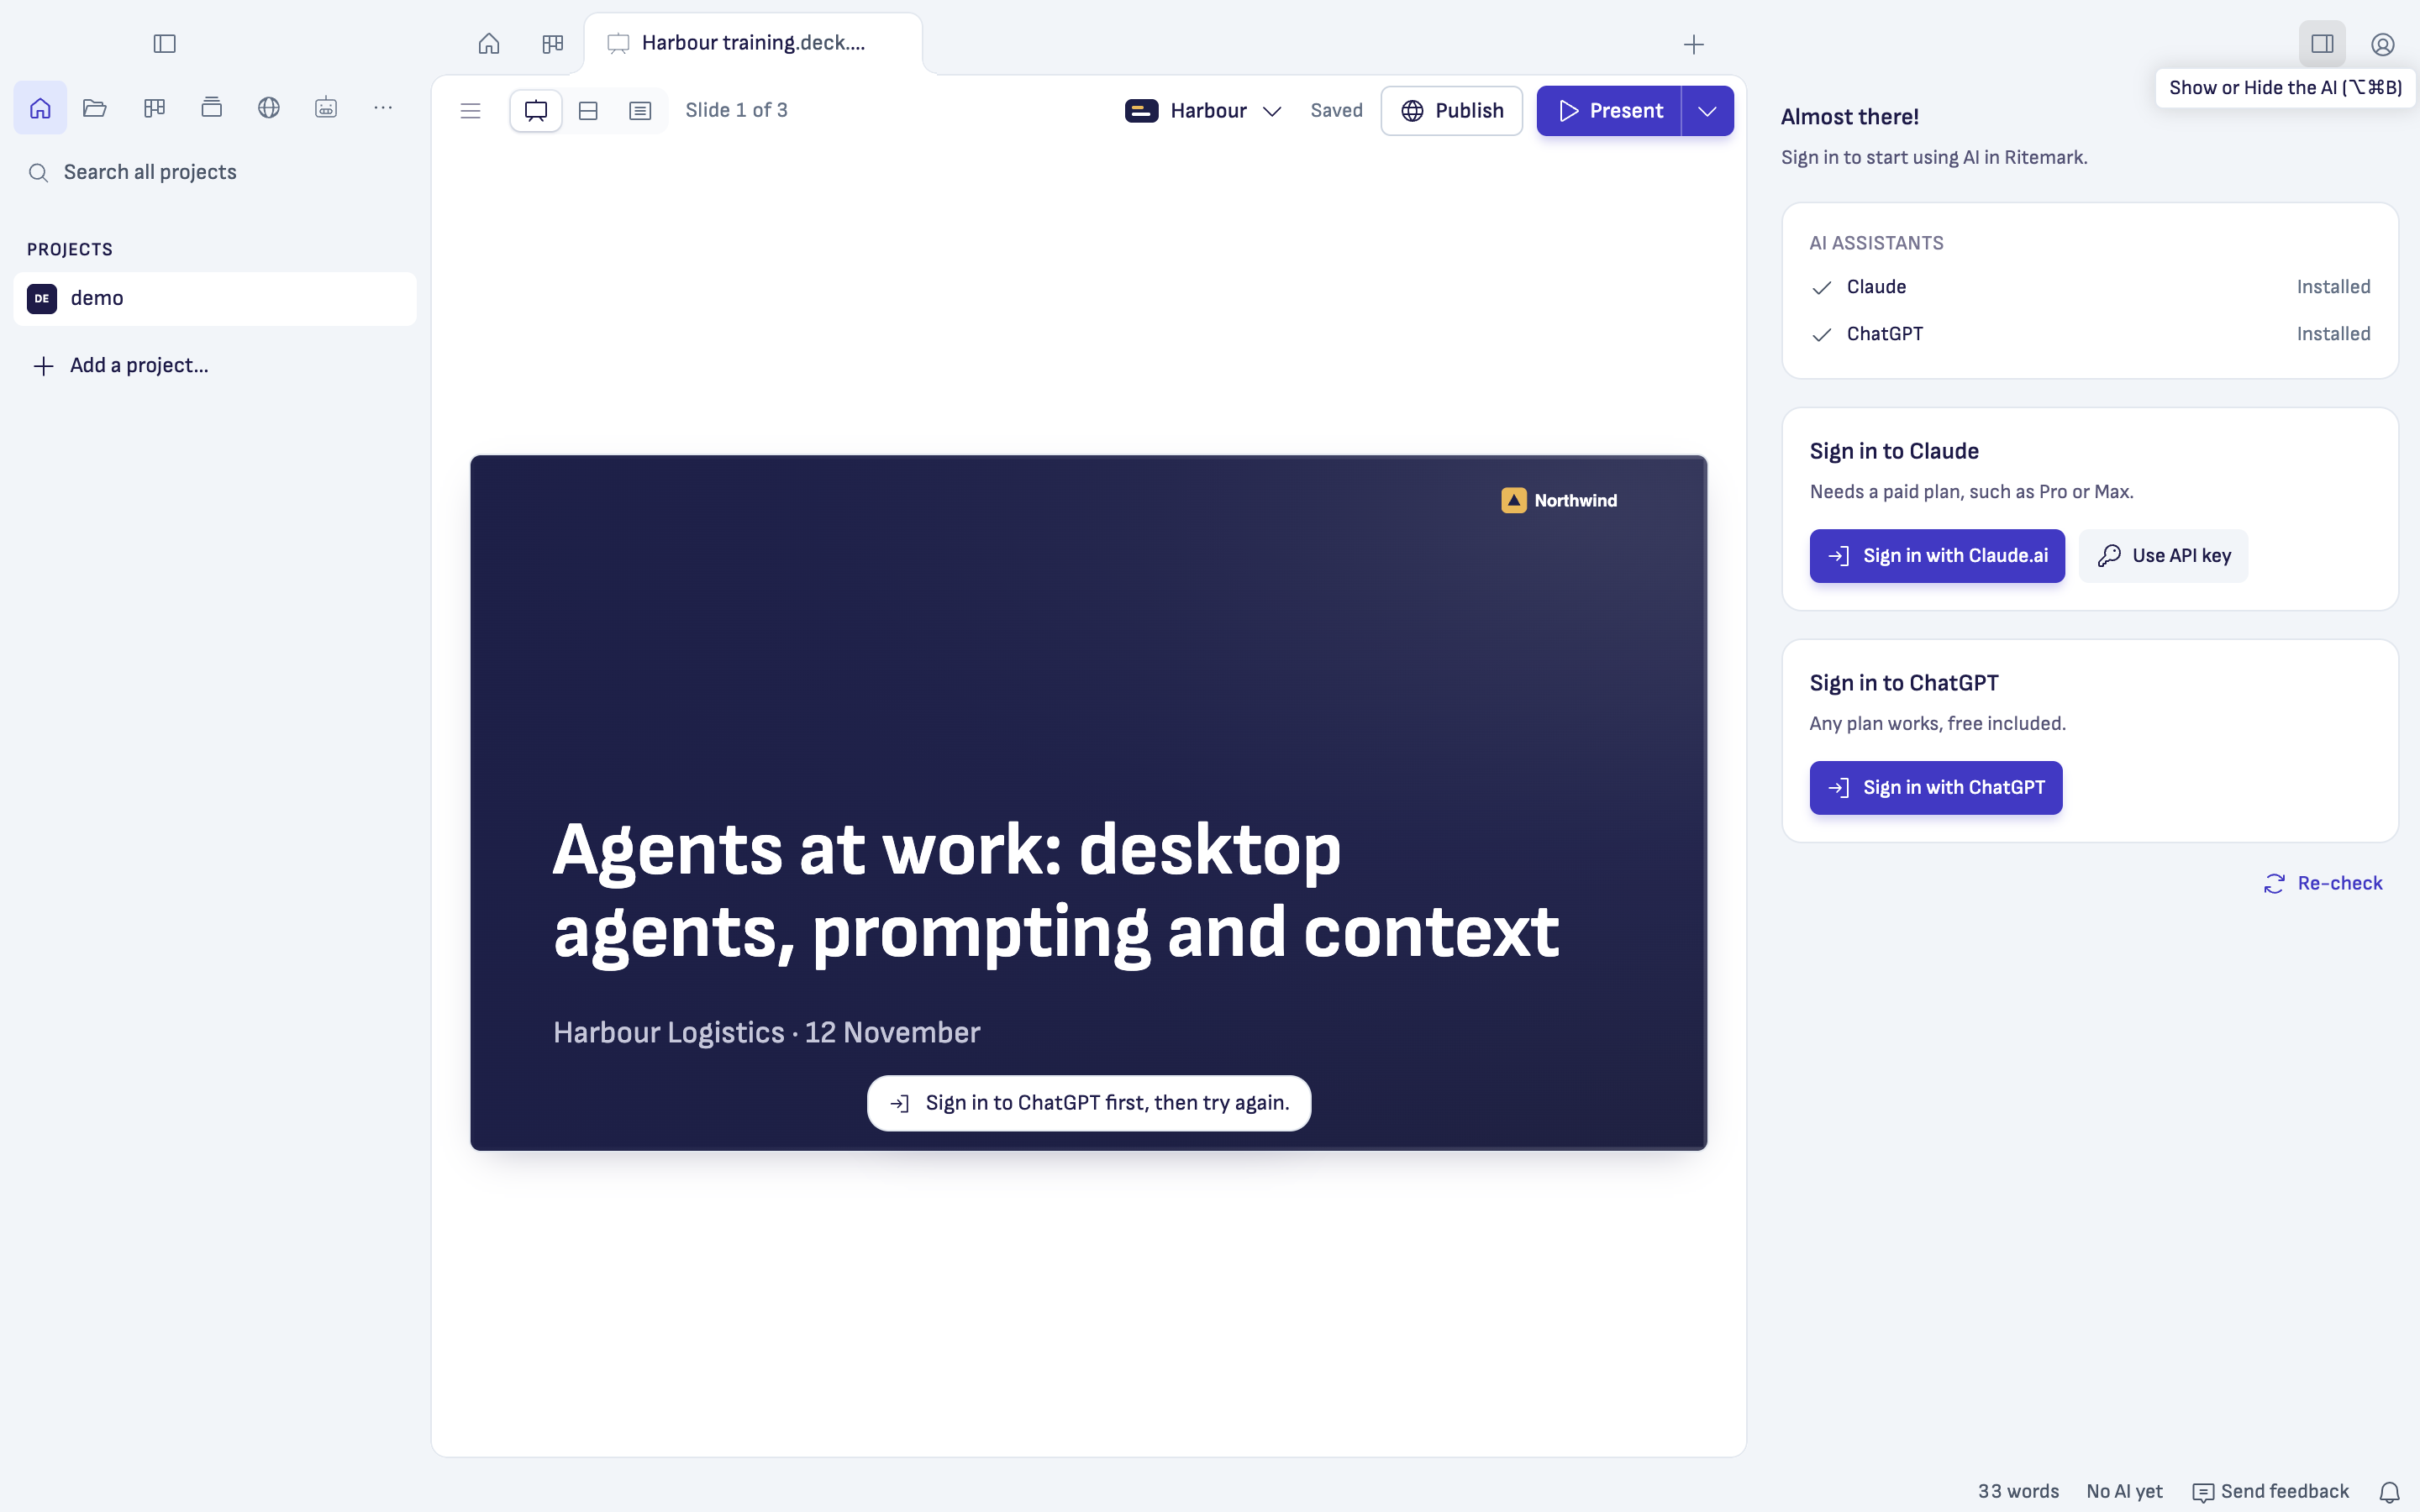 Harbour training.deck....
Show or Hide the AI (⌥⌘B)
Search all projects
PROJECTS
DE demo
Add a project...
Slide 1 of 3
Harbour
Saved
Publish
Present
Northwind
Agents at work: desktop
agents, prompting and context
Harbour Logistics · 12 November
Sign in to ChatGPT first, then try again.
Almost there!
Sign in to start using AI in Ritemark.
AI ASSISTANTS
Claude Installed
ChatGPT Installed
Sign in to Claude
Needs a paid plan, such as Pro or Max.
Sign in with Claude.ai
Use API key
Sign in to ChatGPT
Any plan works, free included.
Sign in with ChatGPT
Re-check
33 words
No AI yet
Send feedback